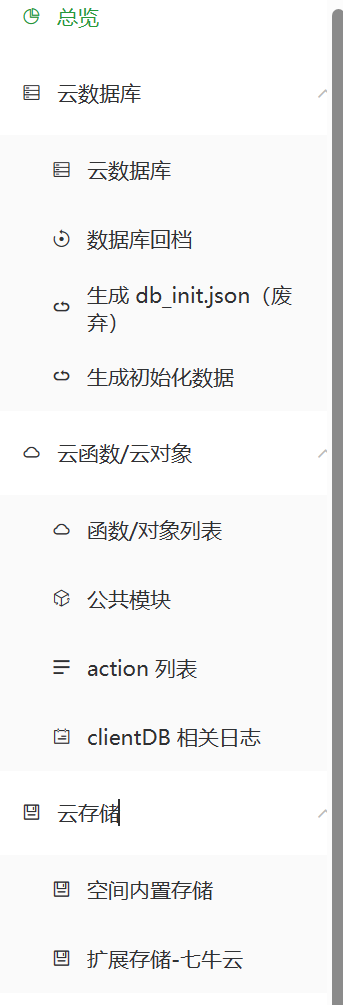 总览
云数据库
云数据库
数据库回档
生成 db_init.json（废
弃）
生成初始化数据
云函数/云对象
函数/对象列表
公共模块
action 列表
clientDB 相关日志
云存储
空间内置存储
扩展存储-七牛云